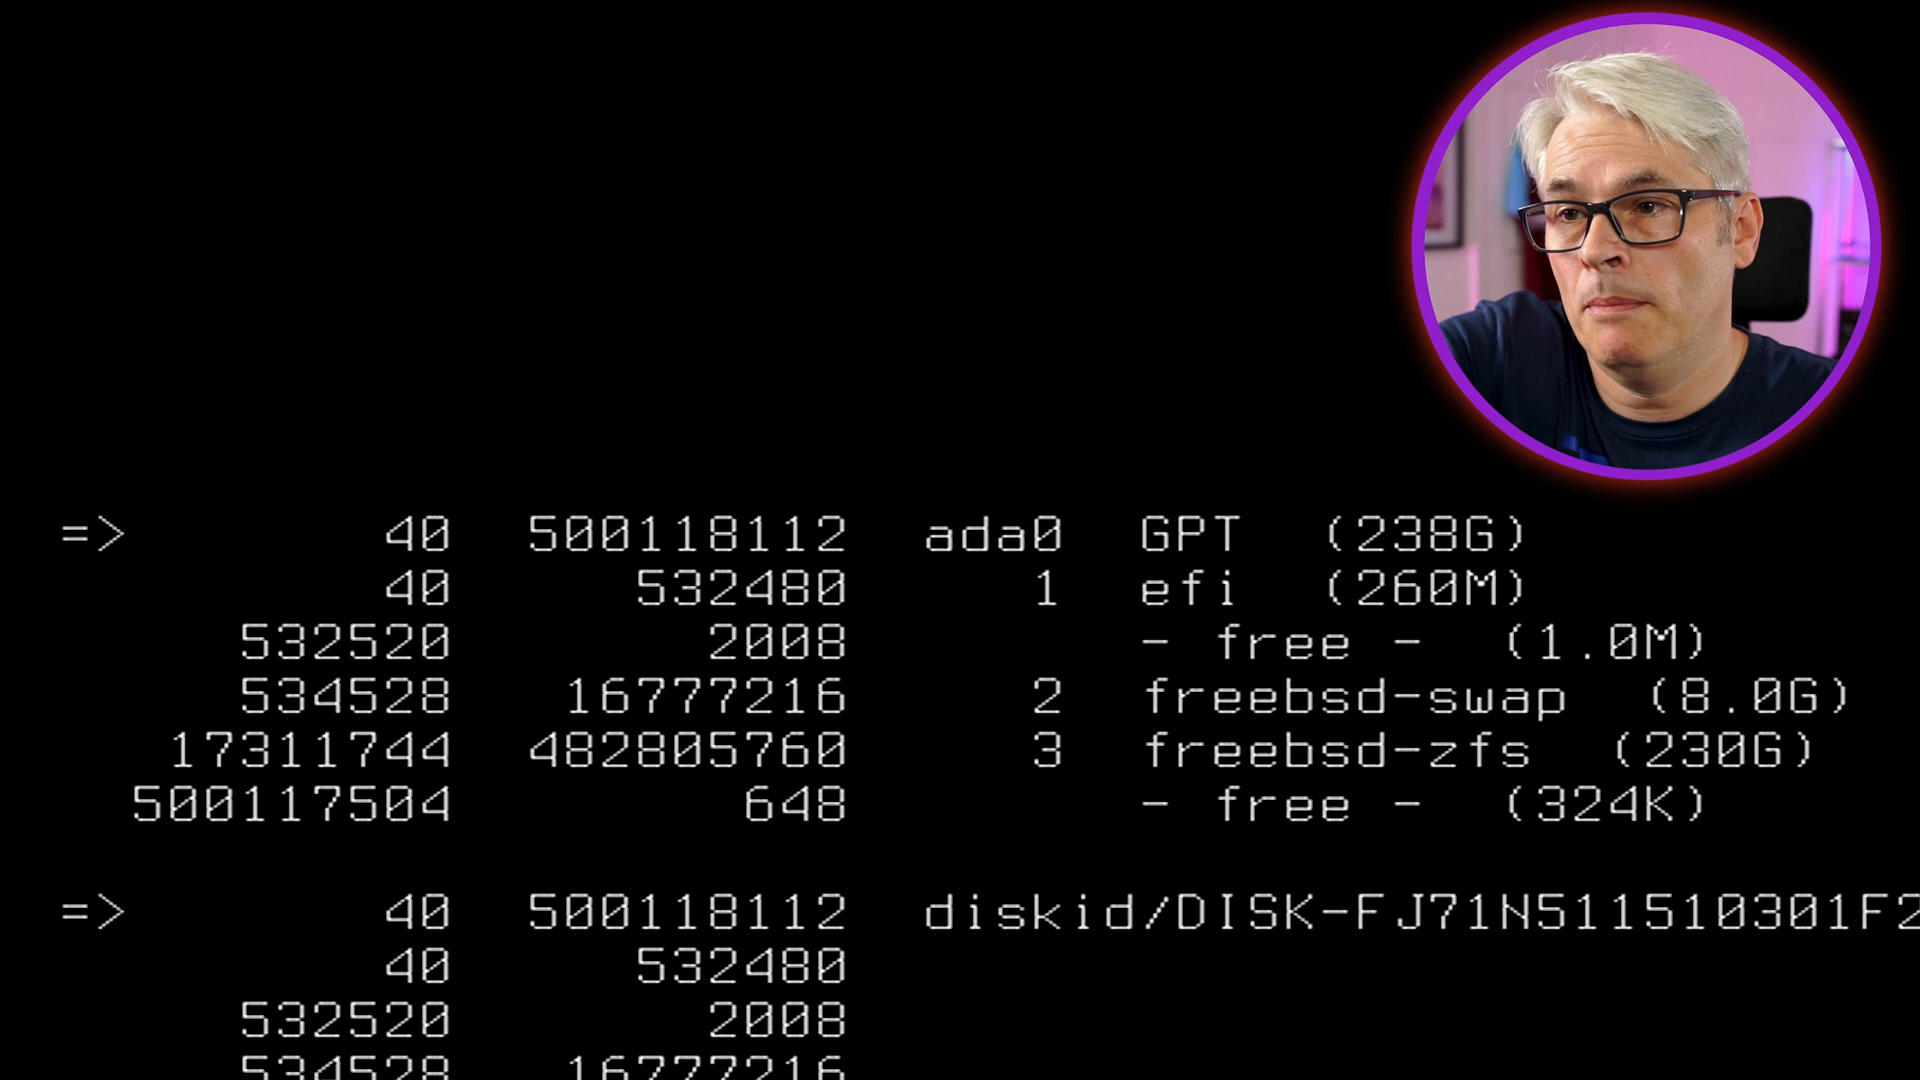 => 40 500118112 ada0 GPT (238G)
40 532480 1 efi (260M)
532520 2008 - free - (1.0M)
534528 16777216 2 freebsd-swap (8.0G)
17311744 482805760 3 freebsd-zfs (230G)
500117504 648 - free - (324K)
=> 40 500118112 diskid/DISK-FJ71N511510301F2
40 532480
532520 2008
534528 16777216